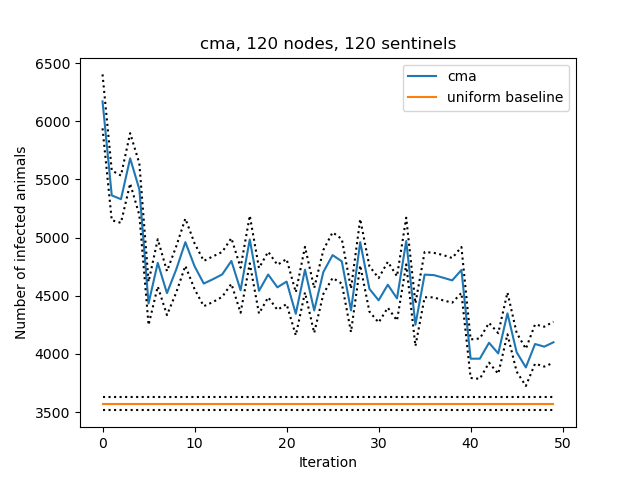 cma, 120 nodes, 120 sentinels
cma
uniform baseline
6500
6000
5500
5000
4500
4000
3500
Number of infected animals
0
10
20
30
40
50
Iteration